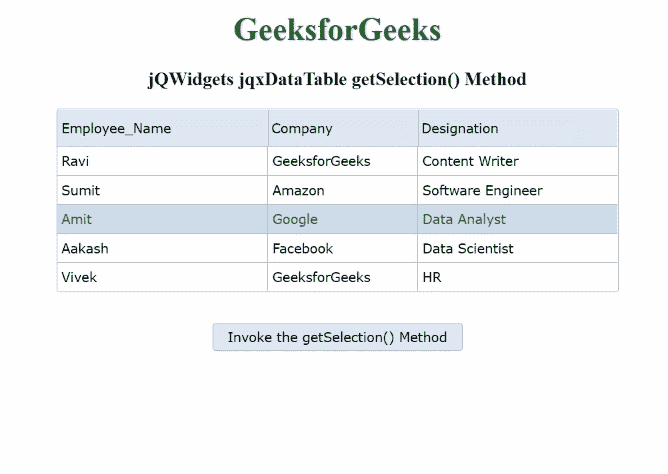 GeeksforGeeks
jQWidgets jqxDataTable getSelection() Method
Employee_Name Company Designation
Ravi GeeksforGeeks Content Writer
Sumit Amazon Software Engineer
Amit Google Data Analyst
Aakash Facebook Data Scientist
Vivek GeeksforGeeks HR
Invoke the getSelection() Method